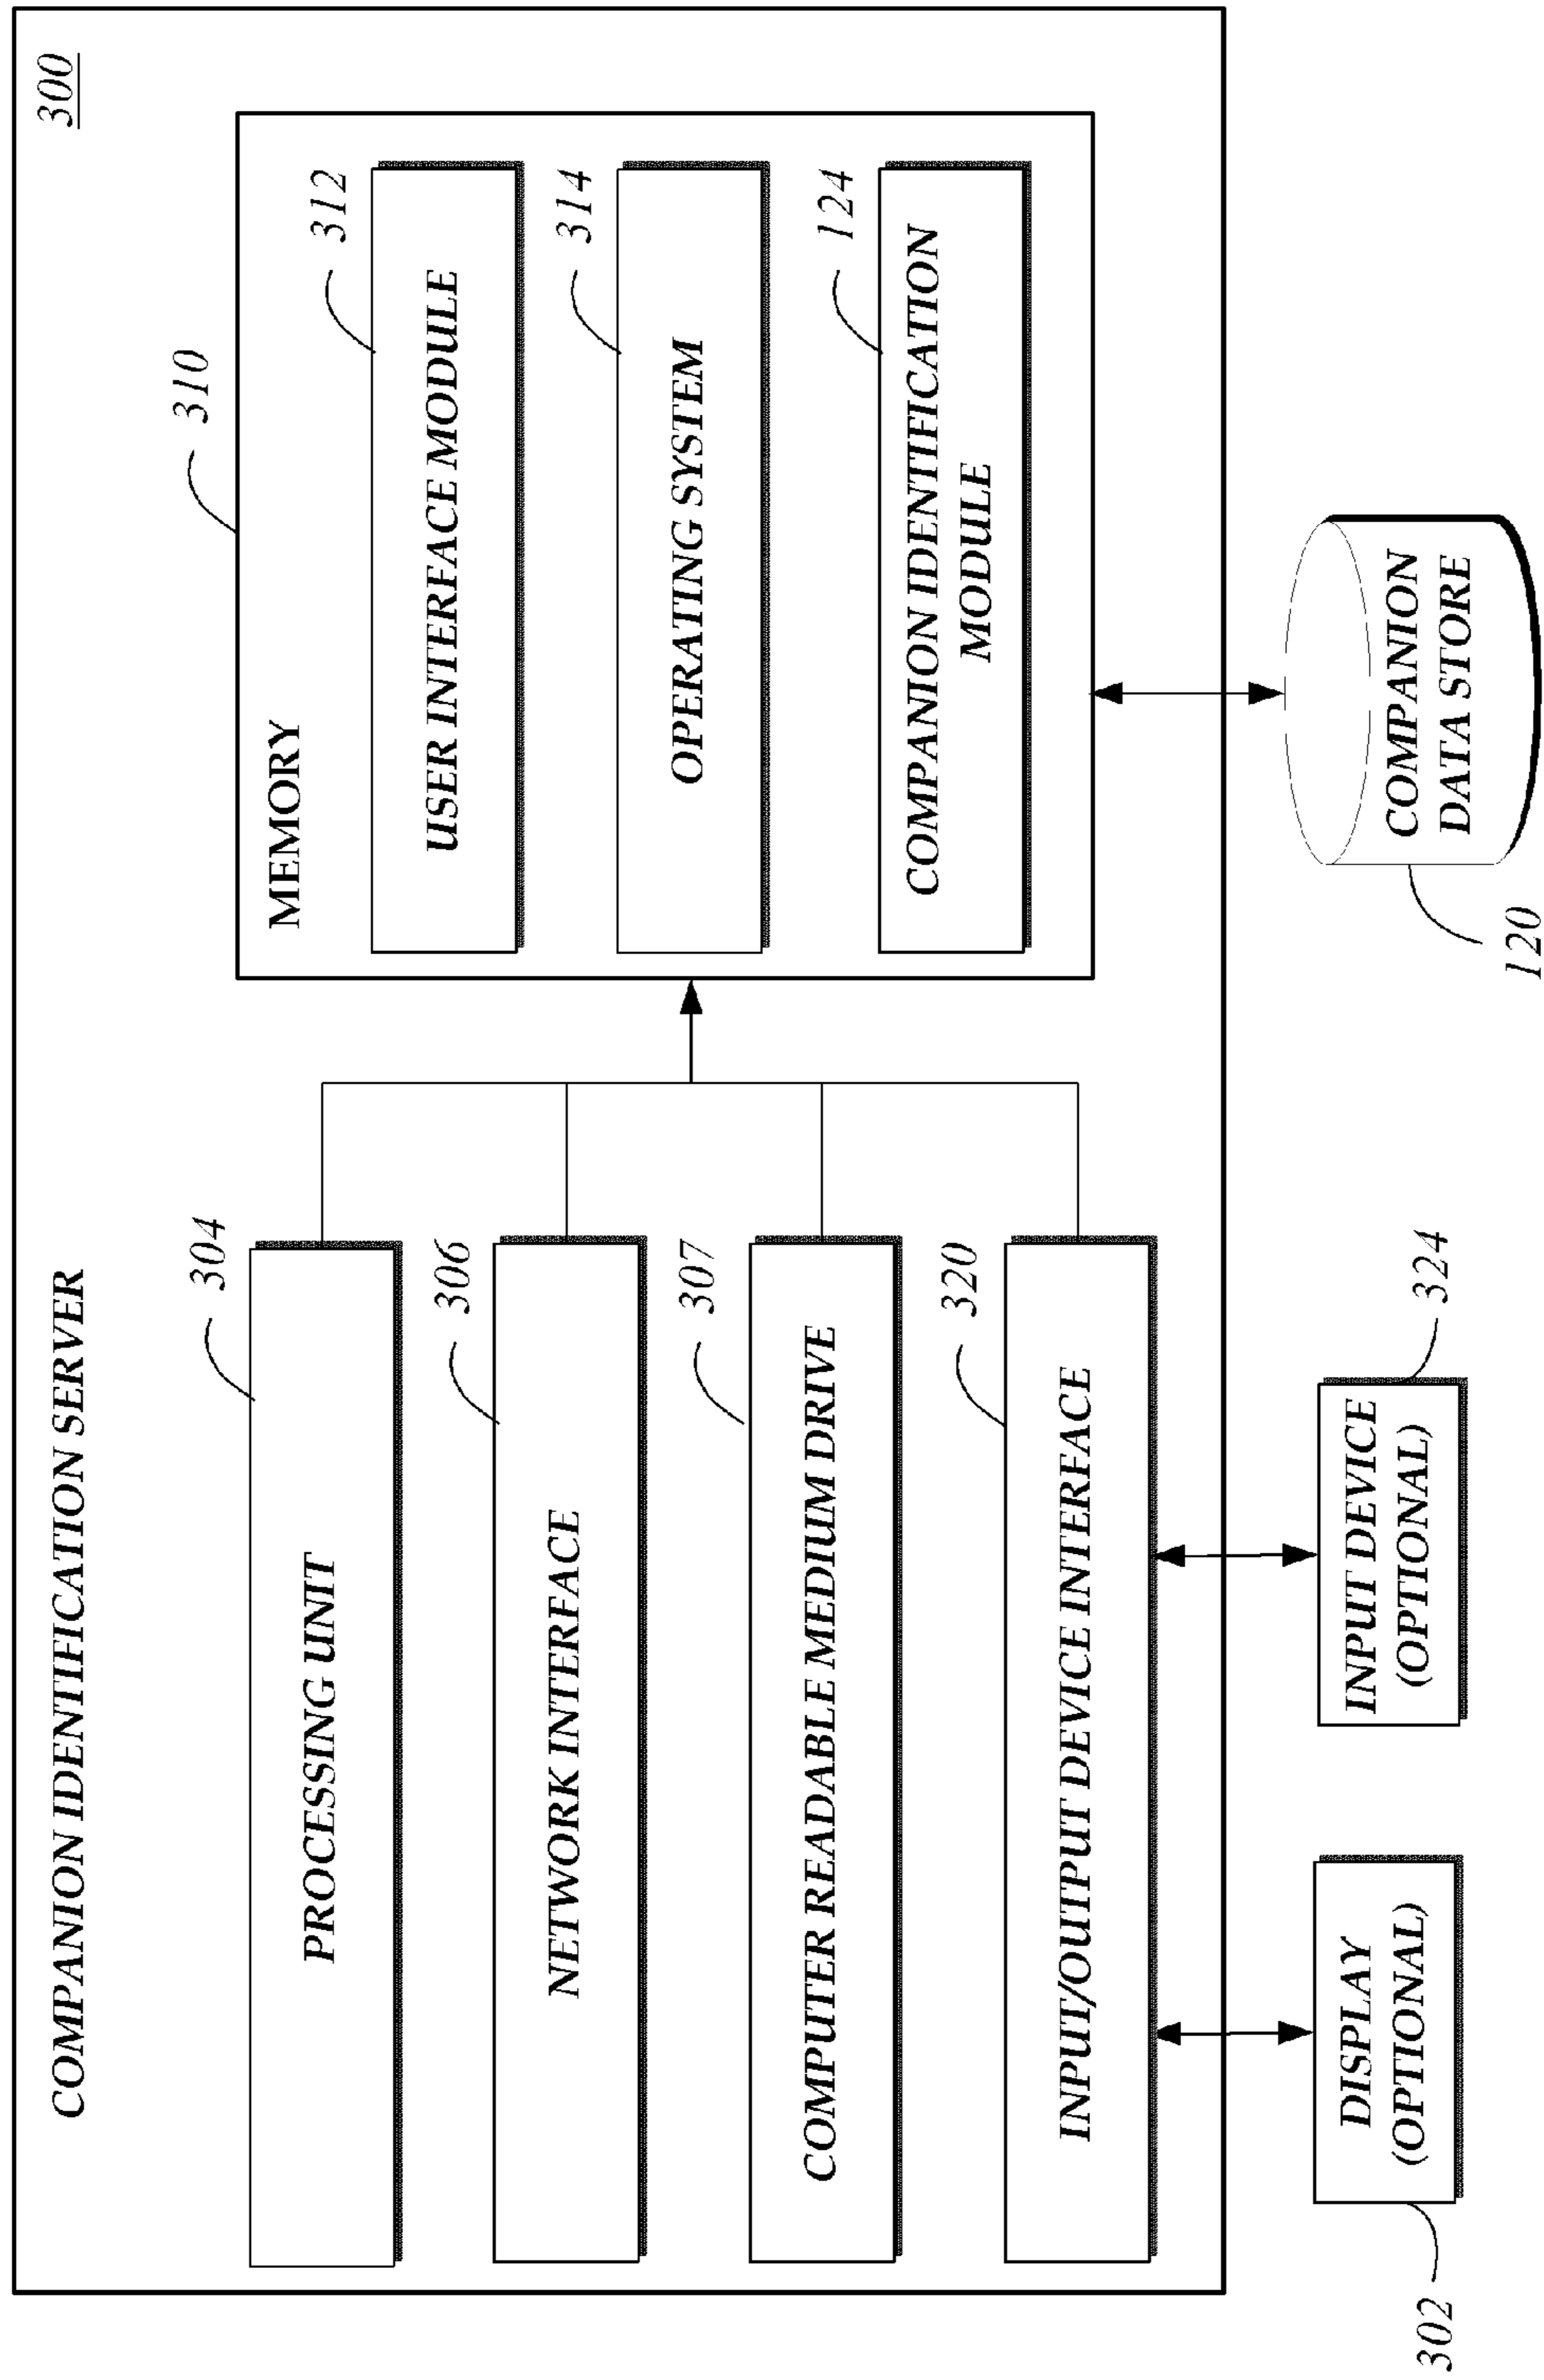 COMPANION IDENTIFICATION SERVER
300
304
PROCESSING UNIT
306
NETWORK INTERFACE
307
COMPUTER READABLE MEDIUM DRIVE
320
INPUT/OUTPUT DEVICE INTERFACE
310
MEMORY
312
USER INTERFACE MODULE
314
OPERATING SYSTEM
124
COMPANION IDENTIFICATION
MODULE
302
DISPLAY
(OPTIONAL)
INPUT DEVICE
(OPTIONAL)
324
120
COMPANION
DATA STORE